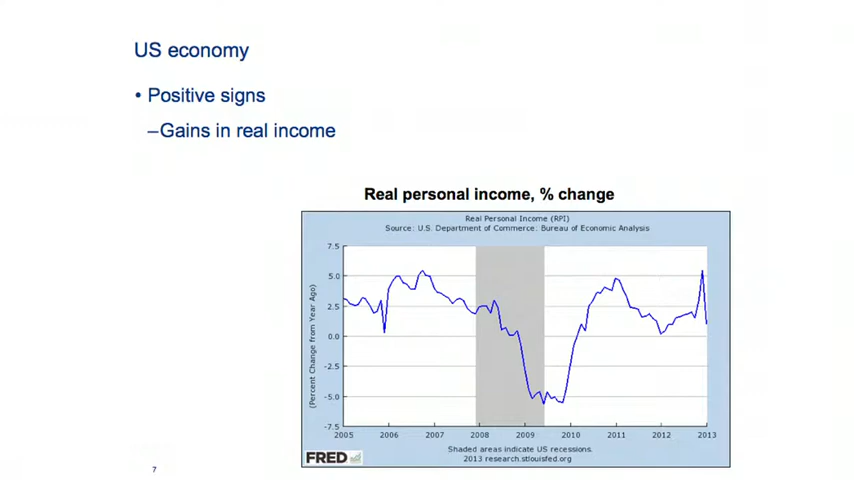 US economy
• Positive signs
–Gains in real income
Real personal income, % change
Real Personal Income (RPI)
Source: U.S. Department of Commerce: Bureau of Economic Analysis
(Percent Change from Year Ago)
7.5
5.0
2.5
0.0
-2.5
-5.0
-7.5
2005 2006 2007 2008 2009 2010 2011 2012 2013
Shaded areas indicate US recessions.
2013 research.stlouisfed.org
FRED
7